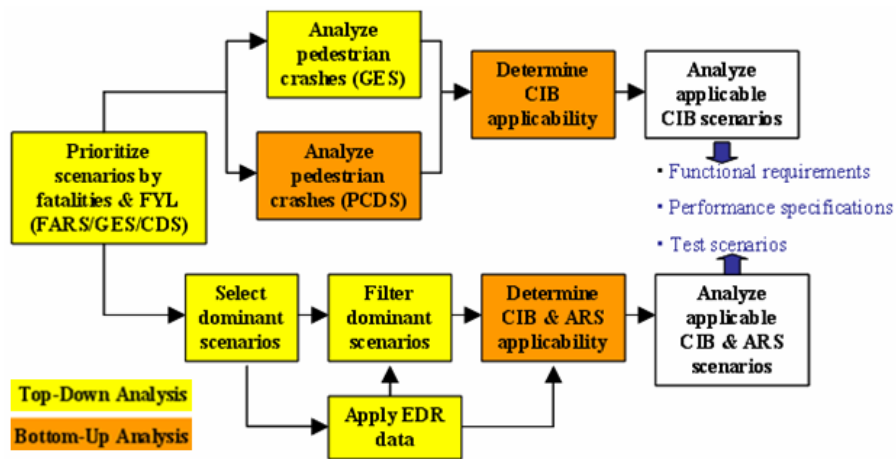 Analyze
pedestrian
crashes (GES)
Determine
CIB
applicability
Analyze
applicable
CIB scenarios
Prioritize
scenarios by
fatalities & FYL
(FARS/GES/CDS)
Analyze
pedestrian
crashes (PCDS)
• Functional requirements
• Performance specifications
• Test scenarios
Select
dominant
scenarios
Filter
dominant
scenarios
Determine
CIB & ARS
applicability
Analyze
applicable
CIB & ARS
scenarios
Apply EDR
data
Top-Down Analysis
Bottom-Up Analysis